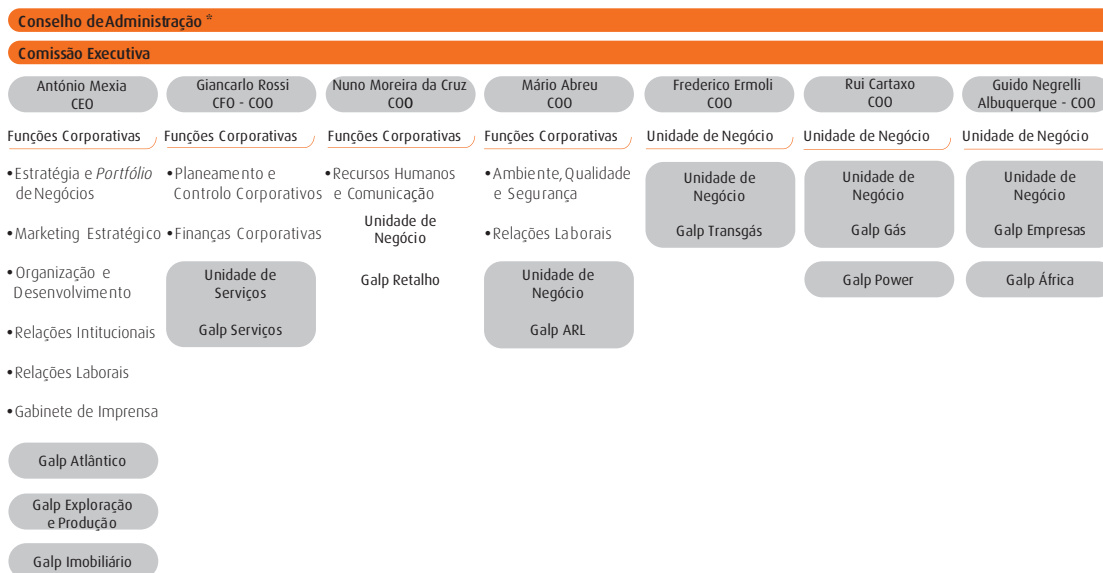 Conselho de Administração *
Comissão Executiva
António Mexia
CEO
Funções Corporativas
• Estratégia e Portfólio
de Negócios
• Marketing Estratégico
• Organização e
Desenvolvimento
• Relações Intitucionais
• Relações Laborais
• Gabinete de Imprensa
Galp Atlântico
Galp Exploração
e Produção
Galp Imobiliário
Giancarlo Rossi
CFO - COO
Funções Corporativas
• Planeamento e
Controlo Corporativos
• Finanças Corporativas
Unidade de
Serviços
Galp Serviços
Nuno Moreira da Cruz
COO
Funções Corporativas
• Recursos Humanos
e Comunicação
Unidade de
Negócio
Galp Retalho
Mário Abreu
COO
Funções Corporativas
• Ambiente, Qualidade
e Segurança
• Relações Laborais
Unidade de
Negócio
Galp ARL
Frederico Ermoli
COO
Unidade de Negócio
Unidade de
Negócio
Galp Transgás
Rui Cartaxo
COO
Unidade de Negócio
Unidade de
Negócio
Galp Gás
Galp Power
Guido Negrelli
Albuquerque - COO
Unidade de Negócio
Unidade de
Negócio
Galp Empresas
Galp África